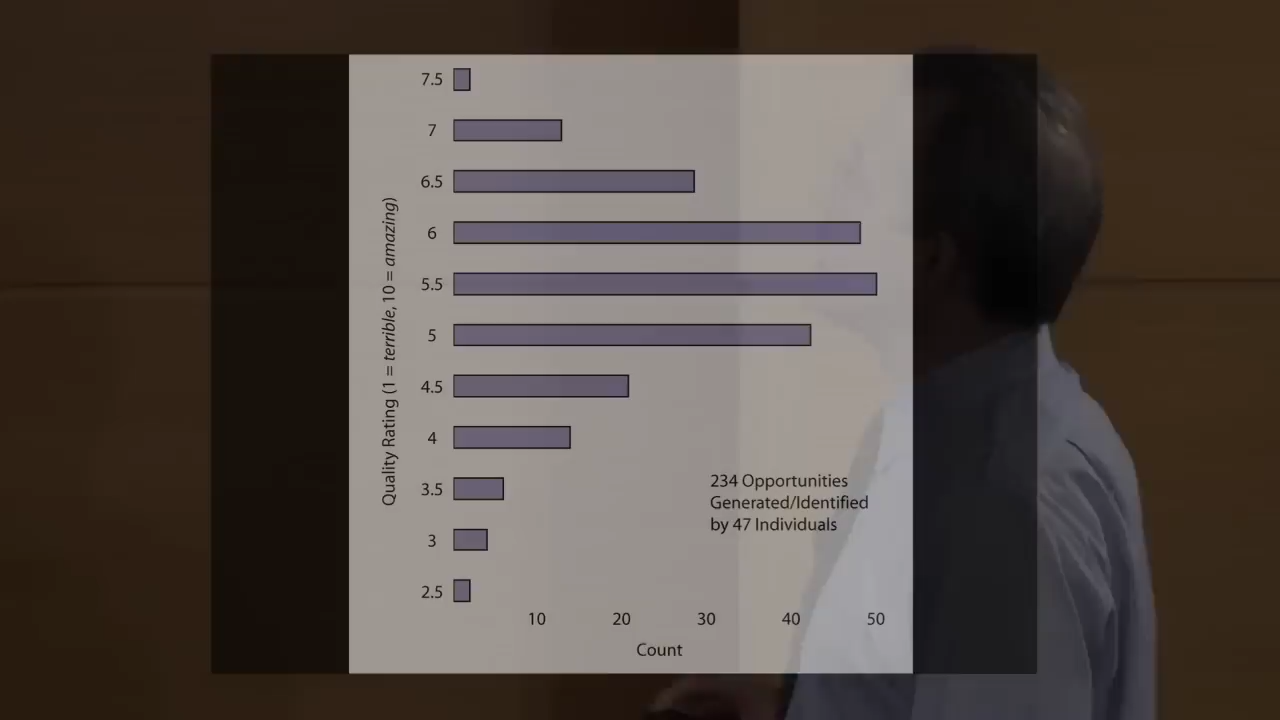 7.5
7
6.5
6
5.5
5
4.5
4
3.5
3
2.5
Quality Rating (1 = terrible, 10 = amazing)
234 Opportunities
Generated/Identified
by 47 Individuals
10 20 30 40 50
Count